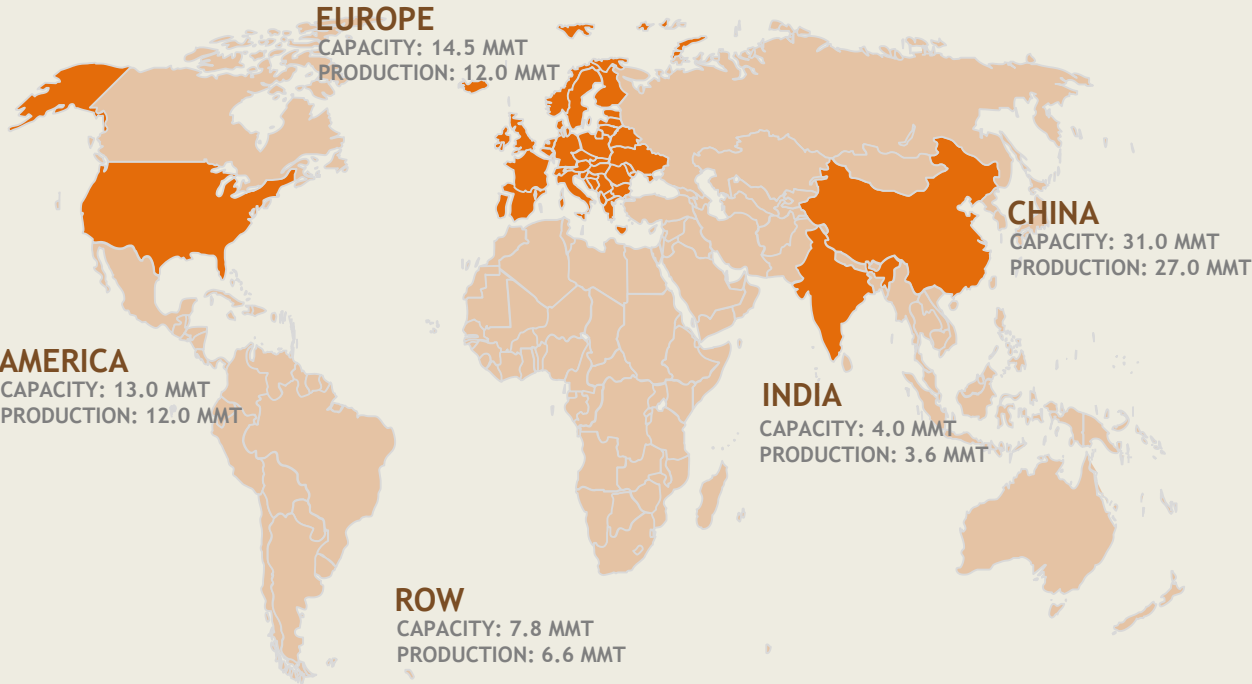 EUROPE
CAPACITY: 14.5 MMT
PRODUCTION: 12.0 MMT
CHINA
CAPACITY: 31.0 MMT
PRODUCTION: 27.0 MMT
AMERICA
CAPACITY: 13.0 MMT
PRODUCTION: 12.0 MMT
INDIA
CAPACITY: 4.0 MMT
PRODUCTION: 3.6 MMT
ROW
CAPACITY: 7.8 MMT
PRODUCTION: 6.6 MMT